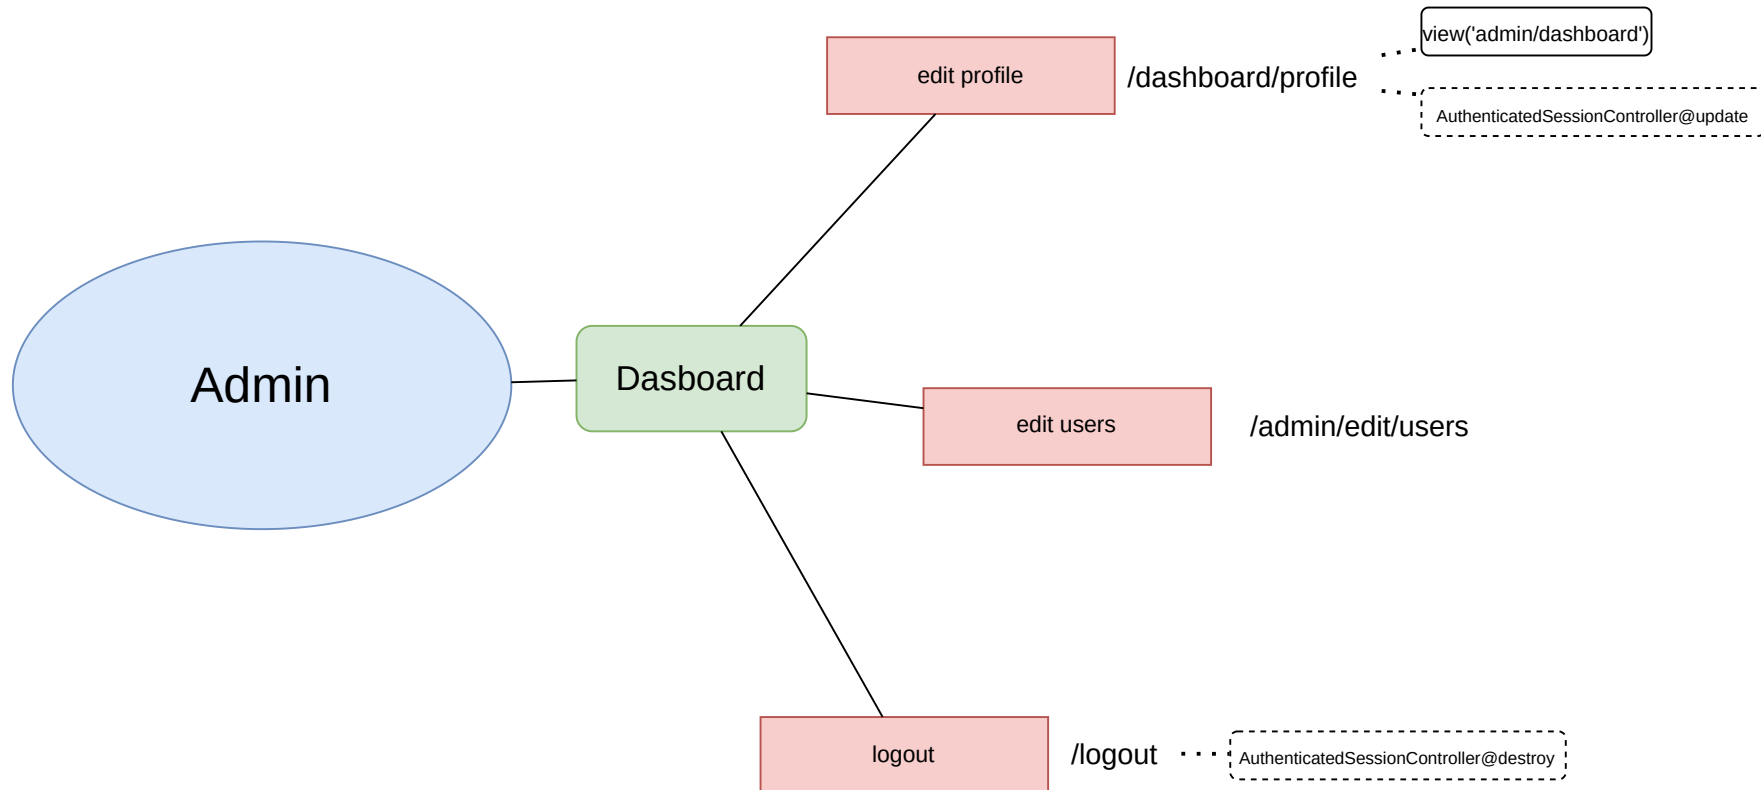 view('admin/dashboard')
edit profile
/dashboard/profile
AuthenticatedSessionController@update
Admin
Dasboard
edit users
/admin/edit/users
logout
/logout
AuthenticatedSessionController@destroy